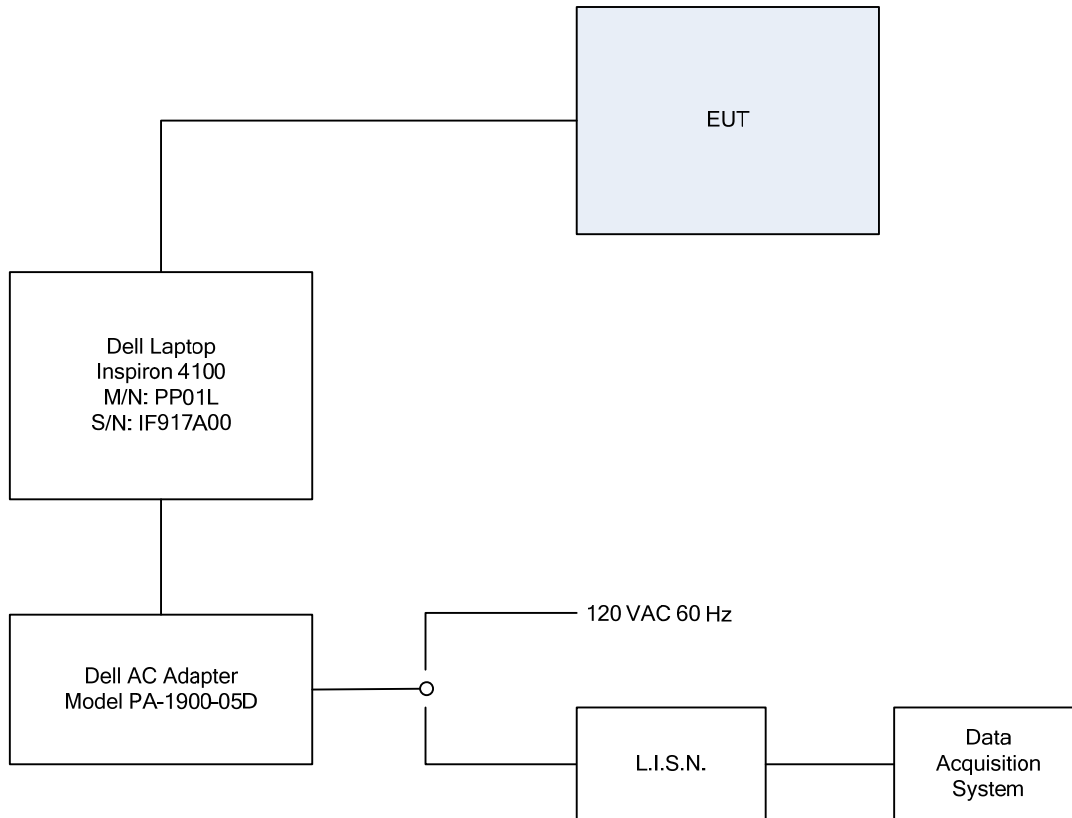 EUT
Dell Laptop
Inspiron 4100
M/N: PP01L
S/N: IF917A00
120 VAC 60 Hz
Dell AC Adapter
Model PA-1900-05D
L.I.S.N.
Data
Acquisition
System